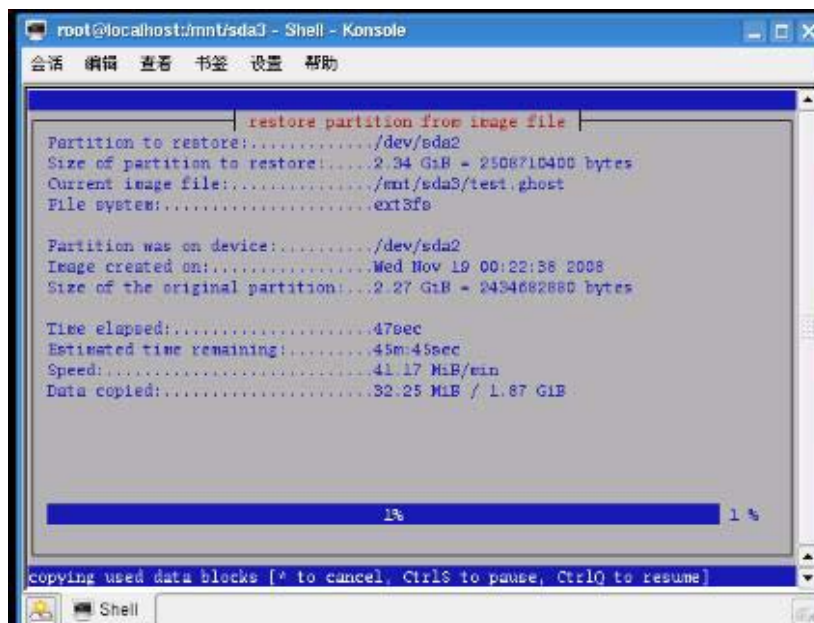 root@localhost:/mnt/sda3 - Shell - Konsole
会话 编辑 查看 书签 设置 帮助
restore partition from image file
Partition to restore:.............../dev/sda2
Size of partition to restore:.....2.34 GiB = 2508710400 bytes
Current image file:................/mnt/sda3/test.ghost
File system:........................ext3fs
Partition was on device:........../dev/sda2
Image created on:..................Wed Nov 19 00:22:38 2008
Size of the original partition:...2.27 GiB = 2434682880 bytes
Time elapsed:.......................47sec
Estimated time remaining:.........45m:45sec
Speed:..............................41.17 MiB/min
Data copied:........................32.25 MiB / 1.87 GiB
1% 1 %
copying used data blocks [^ to cancel, CtrlS to pause, CtrlQ to resume]
Shell